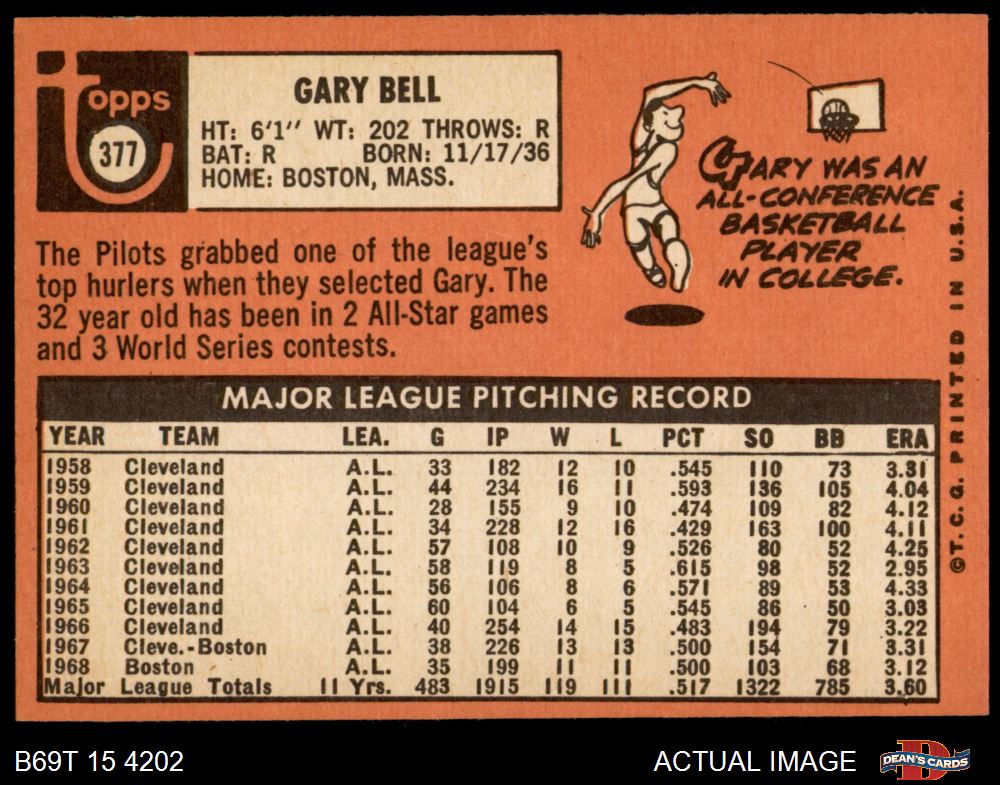 Topps
377
GARY BELL
HT: 6'1" WT: 202 THROWS: R
BAT: R BORN: 11/17/36
HOME: BOSTON, MASS.
The Pilots grabbed one of the league's
top hurlers when they selected Gary. The
32 year old has been in 2 All-Star games
and 3 World Series contests.
GARY WAS AN
ALL-CONFERENCE
BASKETBALL
PLAYER
IN COLLEGE.
MAJOR LEAGUE PITCHING RECORD
YEAR TEAM LEA. G IP W L PCT SO BB ERA
1958 Cleveland A.L. 33 182 12 10 .545 110 73 3.31
1959 Cleveland A.L. 44 234 16 11 .593 136 105 4.04
1960 Cleveland A.L. 28 155 9 10 .474 109 82 4.12
1961 Cleveland A.L. 34 228 12 16 .429 163 100 4.11
1962 Cleveland A.L. 57 108 10 9 .526 80 52 4.25
1963 Cleveland A.L. 58 119 8 5 .615 98 52 2.95
1964 Cleveland A.L. 56 106 8 6 .571 89 53 4.33
1965 Cleveland A.L. 60 104 6 5 .545 86 50 3.03
1966 Cleveland A.L. 40 254 14 15 .483 194 79 3.22
1967 Cleve.-Boston A.L. 38 226 13 13 .500 154 71 3.31
1968 Boston A.L. 35 199 11 11 .500 103 68 3.12
Major League Totals 11 Yrs. 483 1915 119 111 .517 1322 785 3.60
©T.C.G. PRINTED IN U.S.A.
B69T 15 4202
ACTUAL IMAGE
D
DEAN'S CARDS